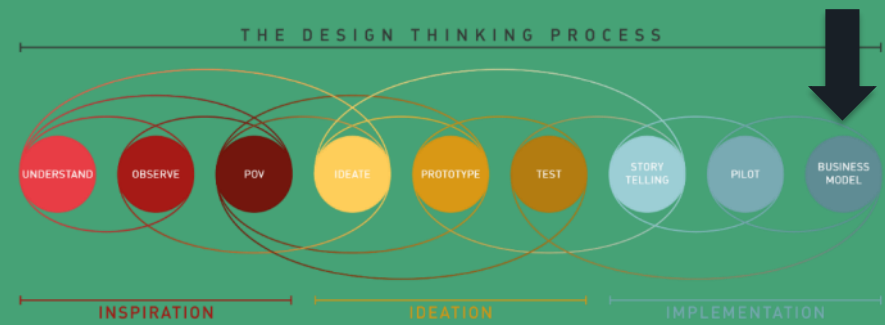 THE DESIGN THINKING PROCESS
UNDERSTAND
OBSERVE
POV
IDEATE
PROTOTYPE
TEST
STORY
TELLING
PILOT
BUSINESS
MODEL
INSPIRATION
IDEATION
IMPLEMENTATION